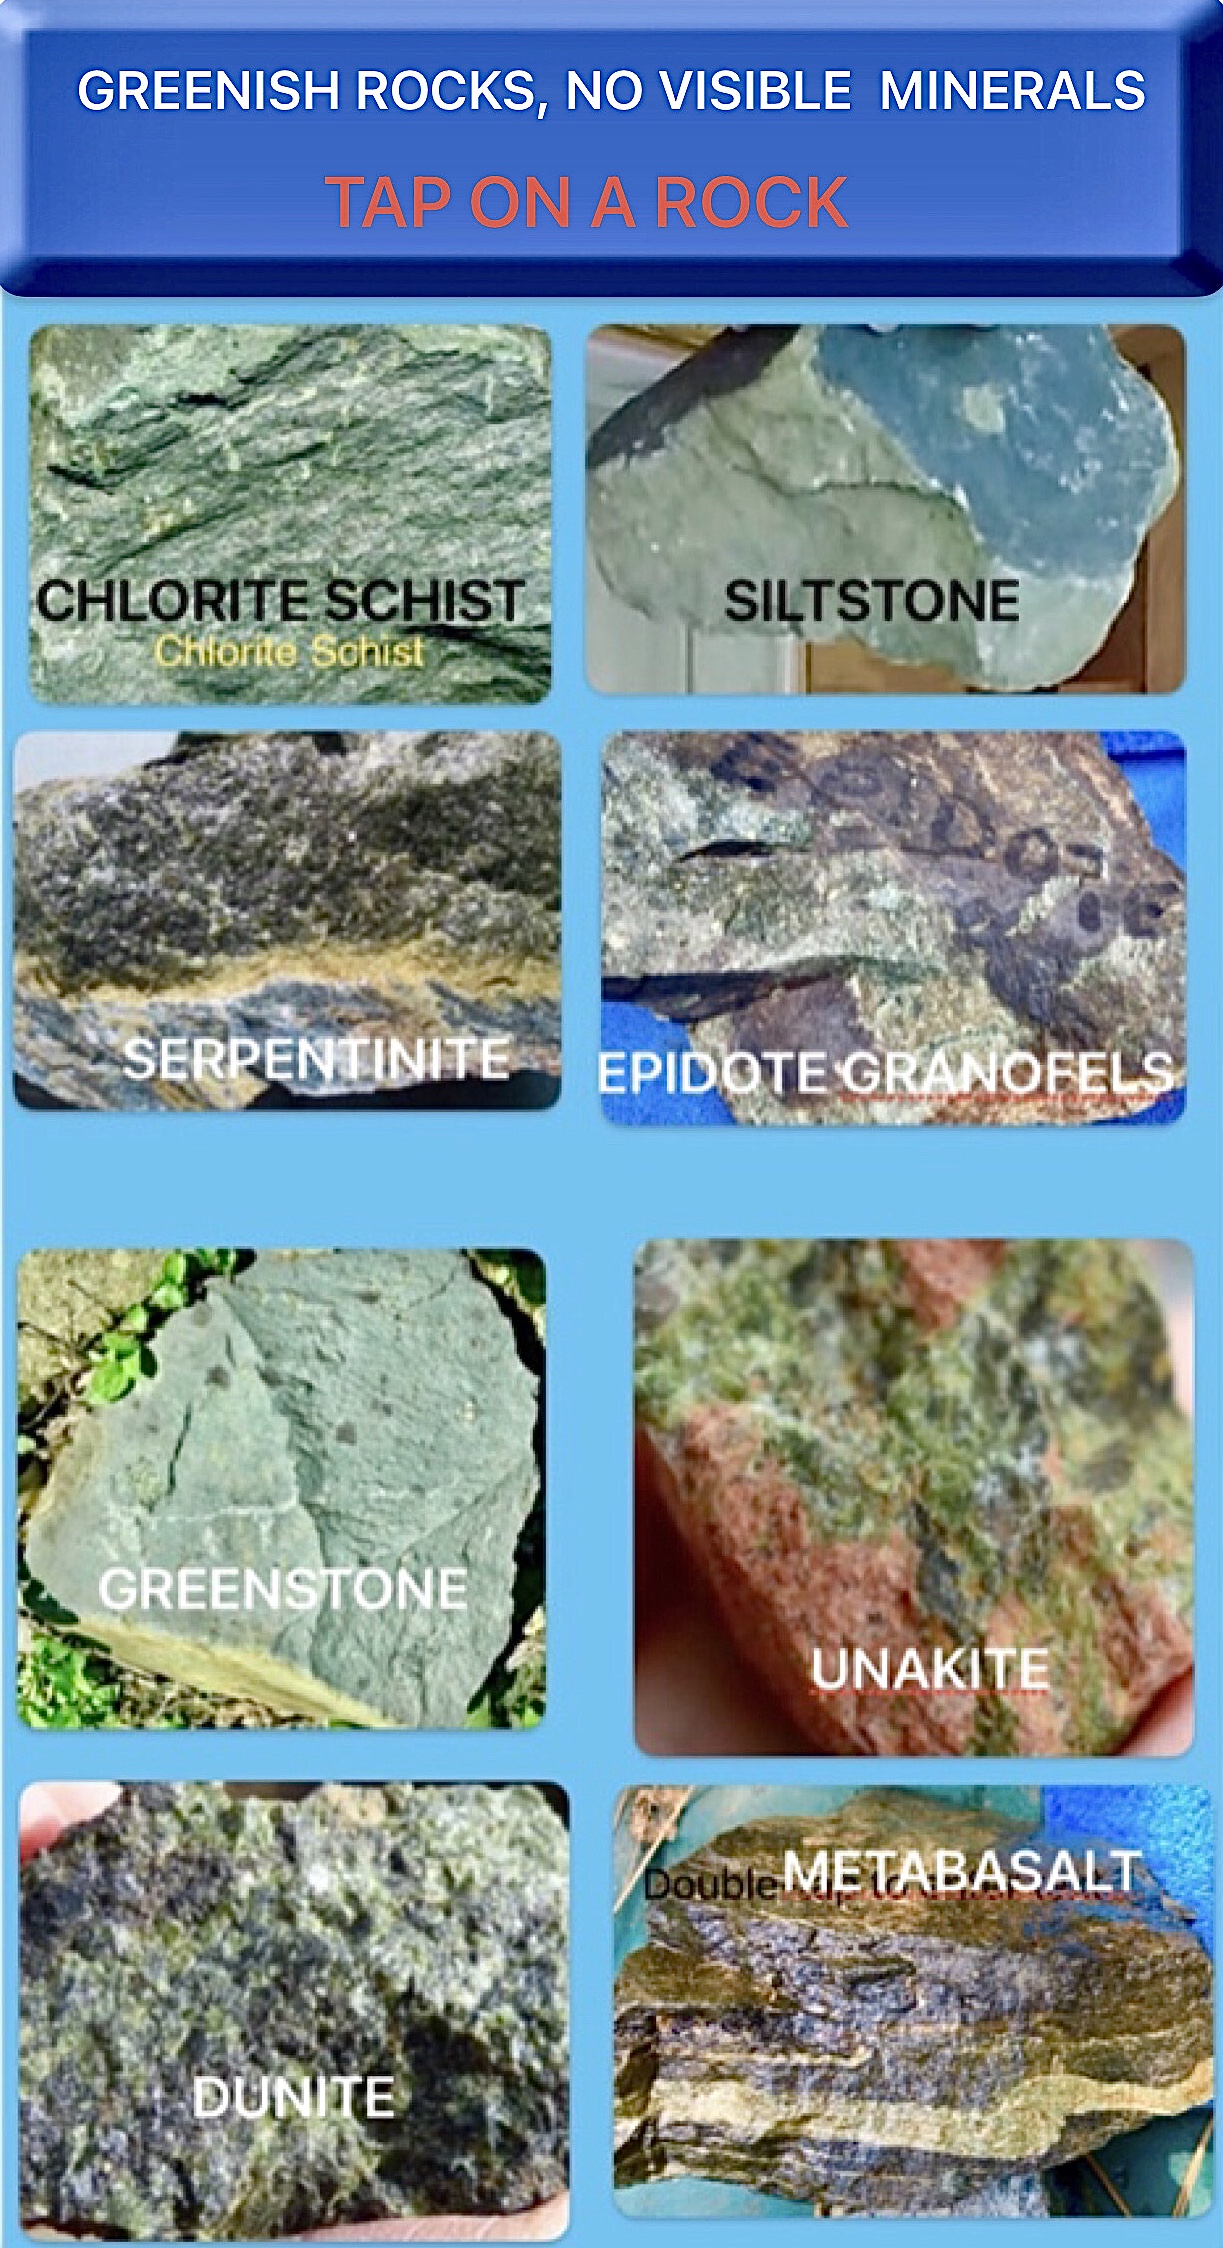 GREENISH ROCKS, NO VISIBLE MINERALS
TAP ON A ROCK
CHLORITE SCHIST
Chlorite Schist
SILTSTONE
SERPENTINITE
EPIDOTE GRANOFELS
GREENSTONE
UNAKITE
DUNITE
METABASALT
Double